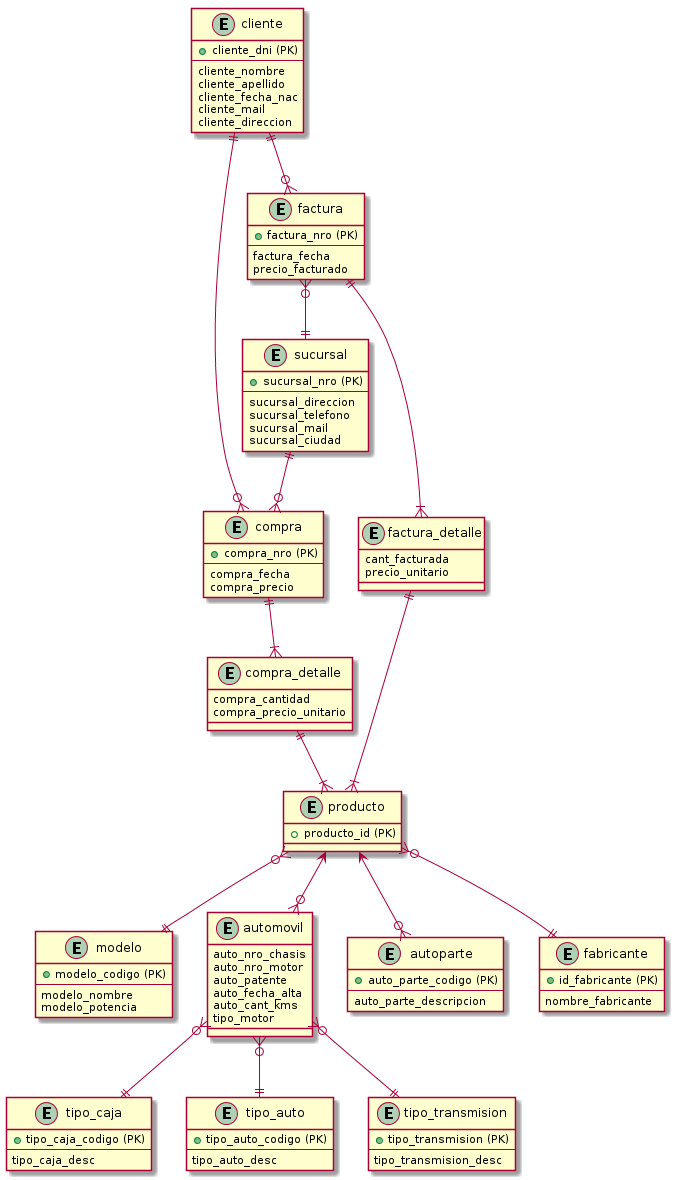 E cliente
cliente_dni (PK)
cliente_nombre
cliente_apellido
cliente_fecha_nac
cliente_mail
cliente_direccion
E factura
factura_nro (PK)
factura_fecha
precio_facturado
E sucursal
sucursal_nro (PK)
sucursal_direccion
sucursal_telefono
sucursal_mail
sucursal_ciudad
E compra
compra_nro (PK)
compra_fecha
compra_precio
E factura_detalle
cant_facturada
precio_unitario
E compra_detalle
compra_cantidad
compra_precio_unitario
E producto
producto_id (PK)
E modelo
modelo_codigo (PK)
modelo_nombre
modelo_potencia
E automovil
auto_nro_chasis
auto_nro_motor
auto_patente
auto_fecha_alta
auto_cant_kms
tipo_motor
E autoparte
auto_parte_codigo (PK)
auto_parte_descripcion
E fabricante
id_fabricante (PK)
nombre_fabricante
E tipo_caja
tipo_caja_codigo (PK)
tipo_caja_desc
E tipo_auto
tipo_auto_codigo (PK)
tipo_auto_desc
E tipo_transmision
tipo_transmision (PK)
tipo_transmision_desc